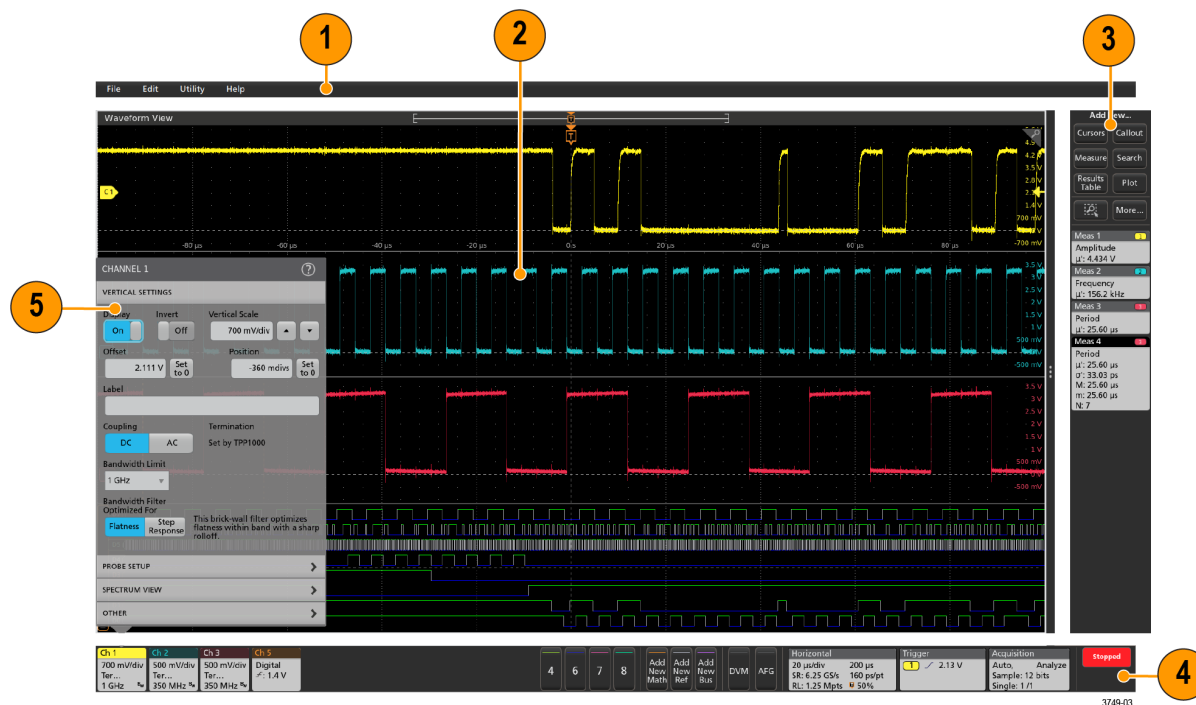 1
2
3
File Edit Utility Help
Waveform View
Add New...
Cursors Callout
Measure Search
Results Table Plot
More...
T
T
C1
4.9
4.2 V
3.5 V
2.8 V
1.4 V
700 mV
-700 mV
-80 µs -60 µs -40 µs -20 µs 0 s 20 µs 40 µs 60 µs 80 µs
Meas 1 1
Amplitude
µ': 4.434 V
Meas 2 2
Frequency
µ': 156.2 kHz
Meas 3
Period
µ': 25.60 µs
Meas 4
Period
µ': 25.60 µs
σ': 33.03 ps
M: 25.60 µs
m: 25.60 µs
N: 7
3.5 V
2.5 V
2 V
1.5 V
1 V
500 mV
-500 mV
3.5 V
3 V
2.5 V
2 V
1.5 V
500 mV
-500 mV
5
CHANNEL 1 ?
VERTICAL SETTINGS
Display Invert Vertical Scale
On Off 700 mV/div
Offset Position
2.111 V Set to 0 -360 mdivs Set to 0
Label
Coupling Termination
DC AC Set by TPP1000
Bandwidth Limit
1 GHz
Bandwidth Filter
Optimized For
Flatness Step Response
This brick-wall filter optimizes
flatness within band with a sharp
rolloff.
PROBE SETUP
SPECTRUM VIEW
OTHER
Ch 1
700 mV/div
Ter...
1 GHz
Ch 2
500 mV/div
Ter...
350 MHz
Ch 3
500 mV/div
Ter...
350 MHz
Ch 5
Digital
: 1.4 V
4 6 7 8
Add New Math
Add New Ref
Add New Bus
DVM AFG
Horizontal
20 µs/div 200 µs
SR: 6.25 GS/s 160 ps/pt
RL: 1.25 Mpts 50%
Trigger
1 2.13 V
Acquisition
Auto, Analyze
Sample: 12 bits
Single: 1 /1
Stopped
4
3749-03